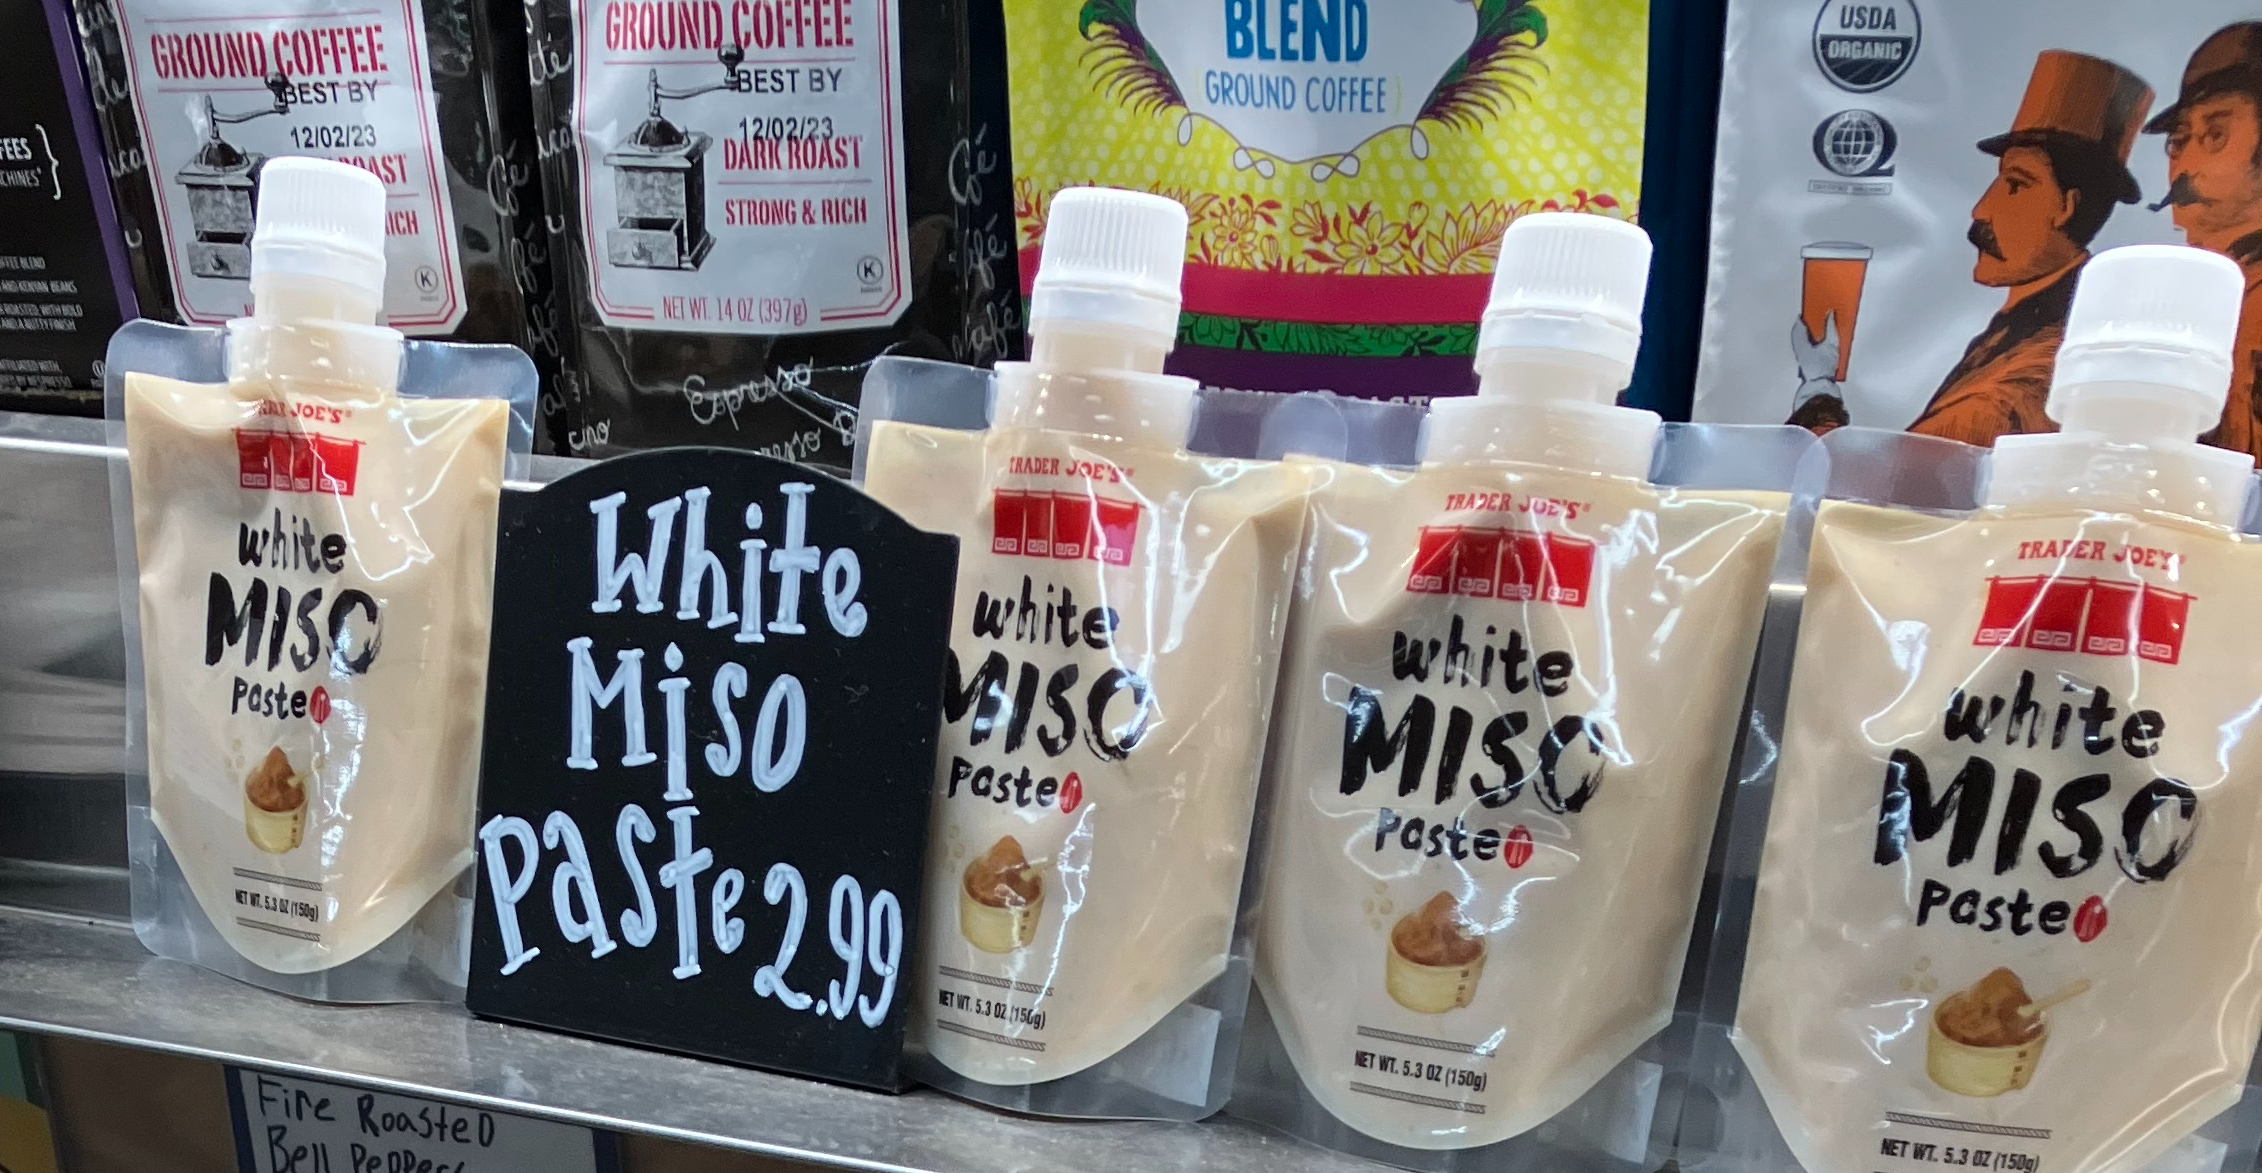 GROUND COFFEE
BEST BY
12/02/23
ROAST
RICH
GROUND COFFEE
BEST BY
12/02/23
DARK ROAST
STRONG & RICH
K
NET WT. 14 OZ (397g)
Espresso
BLEND
GROUND COFFEE
USDA
ORGANIC
TRADER JOE'S
white
MISO
paste
NET WT. 5.3 OZ (150g)
White
Miso
Paste 2.99
TRADER JOE'S
white
MISO
paste
NET WT. 5.3 OZ (150g)
TRADER JOE'S
white
MISO
paste
NET WT. 5.3 OZ (150g)
TRADER JOE'S
white
MISO
paste
NET WT. 5.3 OZ (150g)
Fire Roasted
Bell Peppers